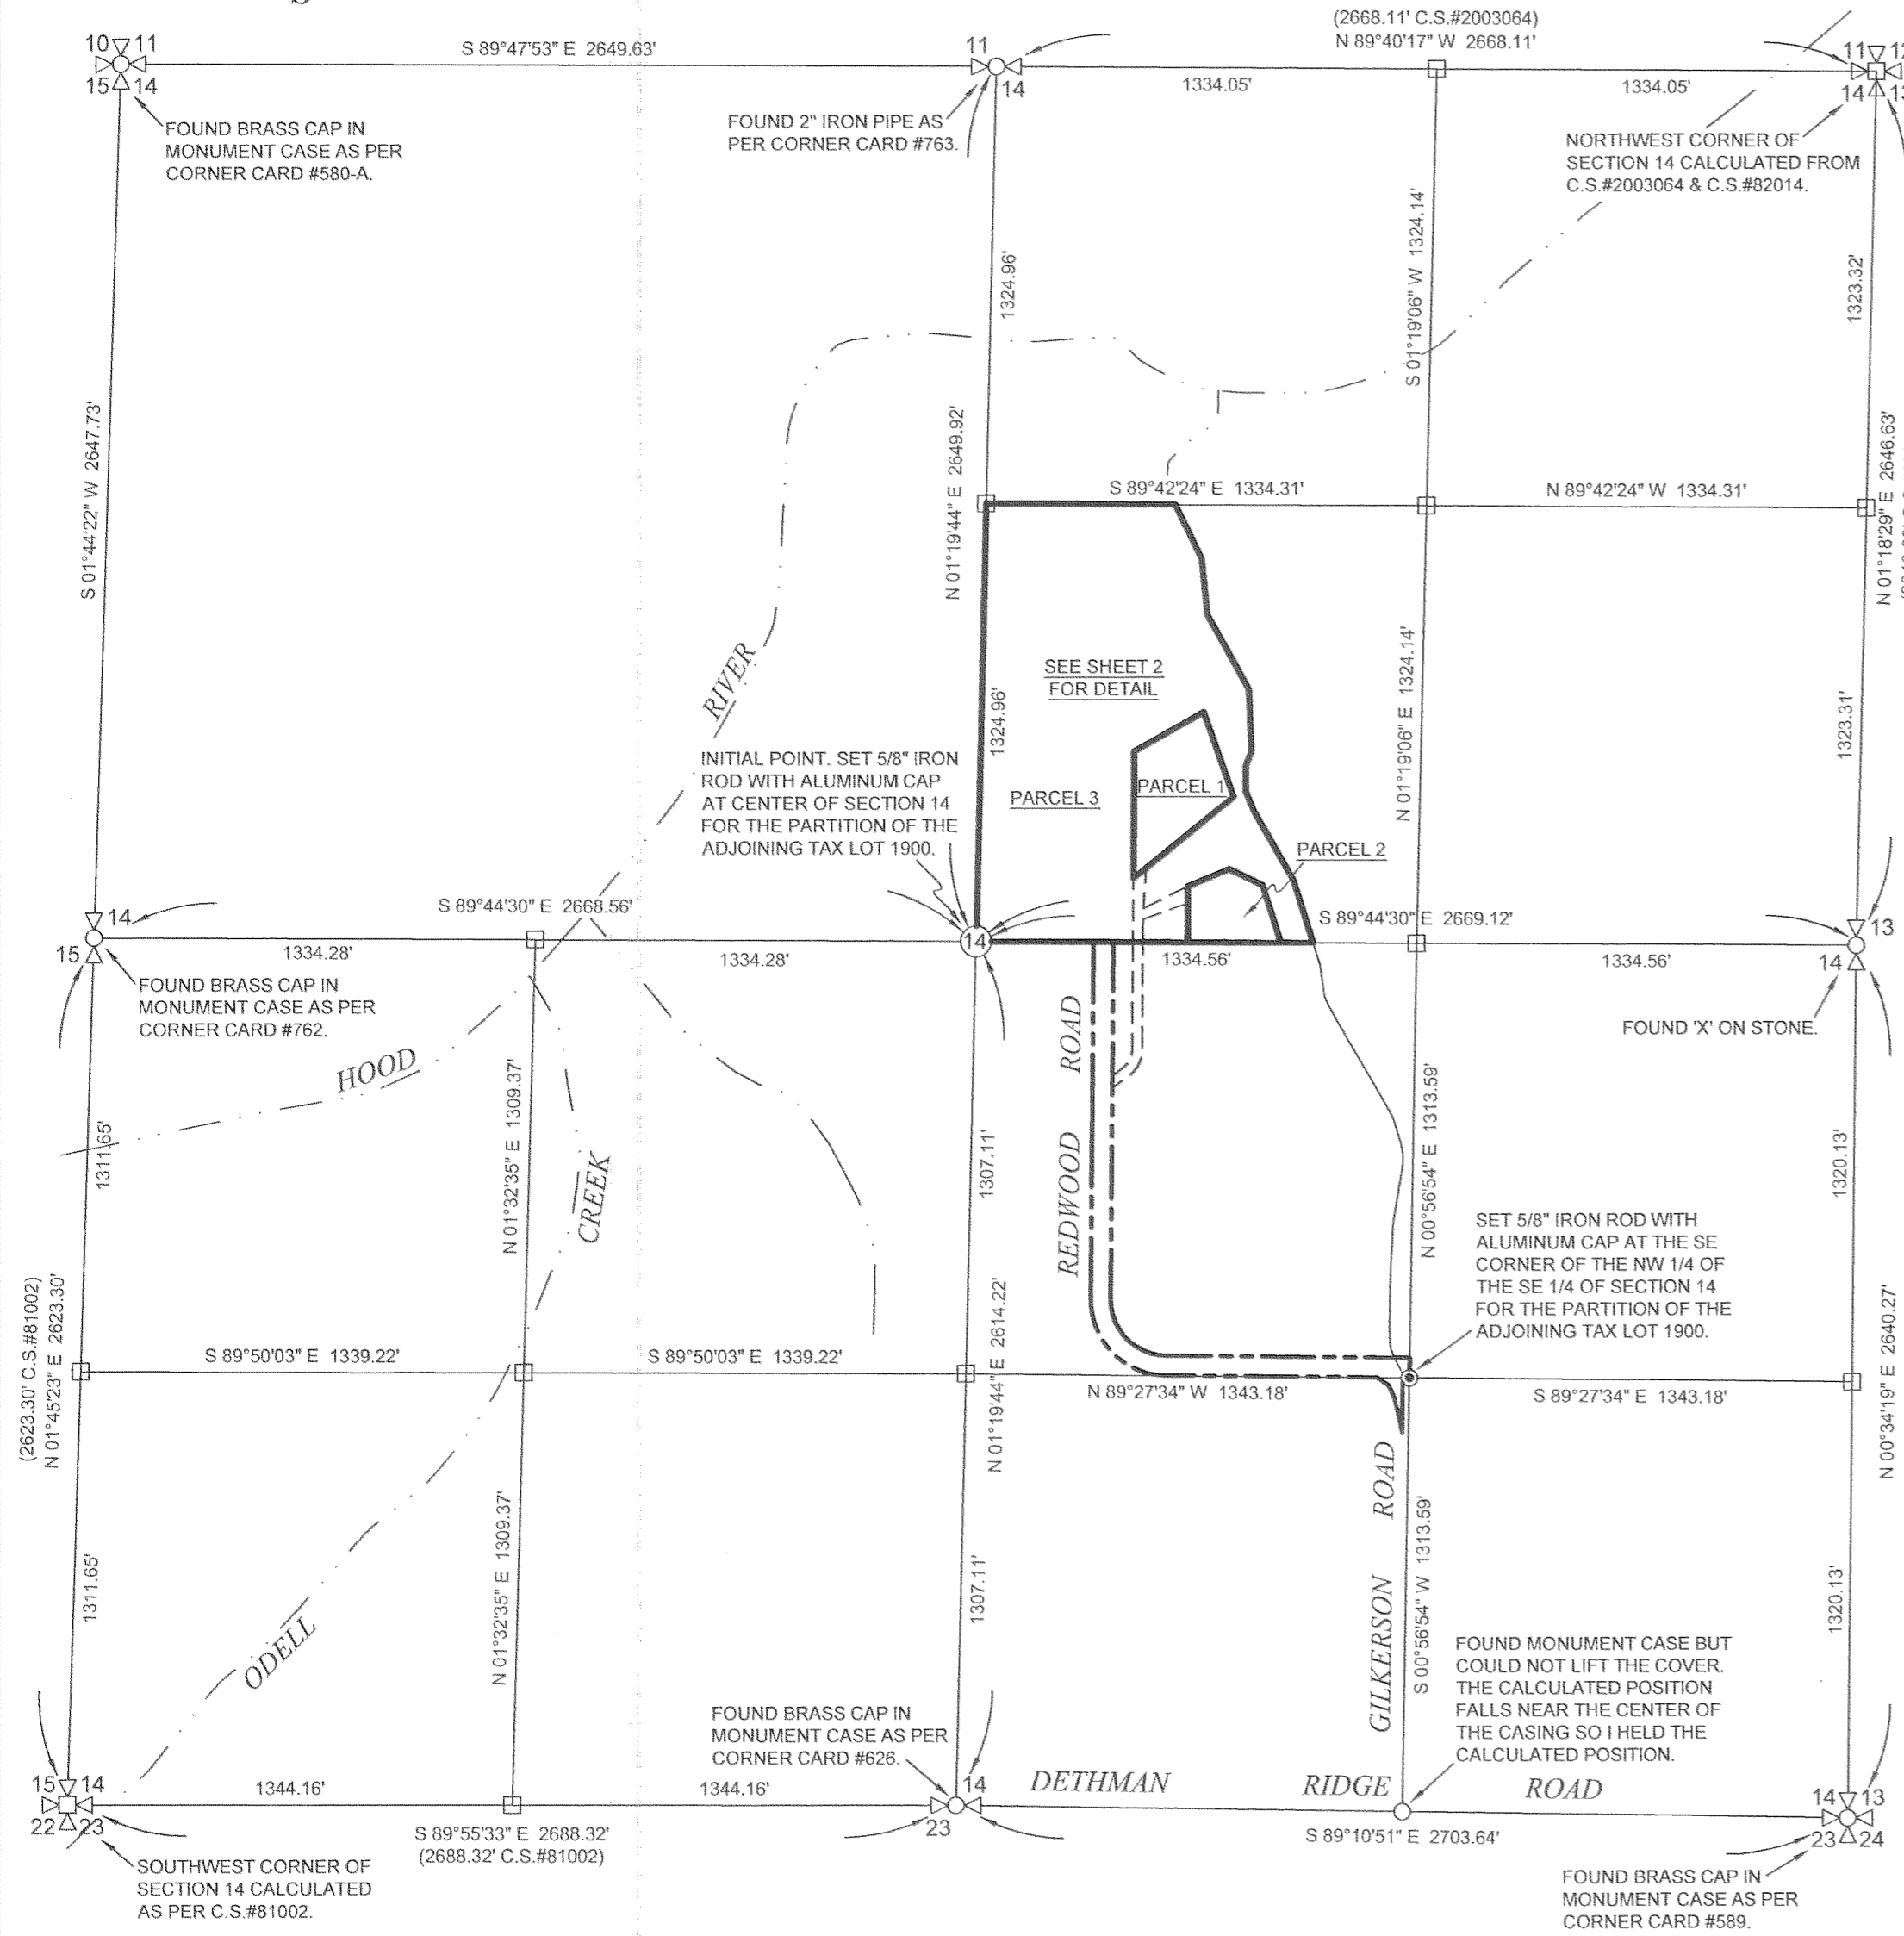 (2668.11' C.S.#2003064)
S 89°47'53" E 2649.63'
N 89°40'17" W 2668.11'
10 11
15 14
11
14
1334.05'
1334.05'
11
14
FOUND BRASS CAP IN
MONUMENT CASE AS PER
CORNER CARD #580-A.
FOUND 2" IRON PIPE AS
PER CORNER CARD #763.
NORTHWEST CORNER OF
SECTION 14 CALCULATED FROM
C.S.#2003064 & C.S.#82014.
S 01°44'22" W 2647.73'
1324.96'
N 01°19'44" E 2649.92'
S 01°19'06" W 1324.14'
1323.32'
N 01°18'29" E 2646.63'
S 89°42'24" E 1334.31'
N 89°42'24" W 1334.31'
RIVER
SEE SHEET 2
FOR DETAIL
1324.96'
N 01°19'06" E 1324.14'
1323.31'
PARCEL 1
PARCEL 3
PARCEL 2
INITIAL POINT. SET 5/8" IRON
ROD WITH ALUMINUM CAP
AT CENTER OF SECTION 14
FOR THE PARTITION OF THE
ADJOINING TAX LOT 1900.
14
15
S 89°44'30" E 2668.56'
1334.28'
1334.28'
14
S 89°44'30" E 2669.12'
1334.56'
1334.56'
13
14
FOUND BRASS CAP IN
MONUMENT CASE AS PER
CORNER CARD #762.
FOUND 'X' ON STONE.
HOOD
CREEK
1311.65'
N 01°32'35" E 1309.37'
1307.11'
REDWOOD ROAD
N 00°56'54" E 1313.59'
1320.13'
SET 5/8" IRON ROD WITH
ALUMINUM CAP AT THE SE
CORNER OF THE NW 1/4 OF
THE SE 1/4 OF SECTION 14
FOR THE PARTITION OF THE
ADJOINING TAX LOT 1900.
(2623.30' C.S.#81002)
N 01°45'23" E 2623.30'
S 89°50'03" E 1339.22'
S 89°50'03" E 1339.22'
N 01°19'44" E 2614.22'
N 89°27'34" W 1343.18'
S 89°27'34" E 1343.18'
N 00°34'19" E 2640.27'
1311.65'
N 01°32'35" E 1309.37'
1307.11'
GILKERSON ROAD
S 00°56'54" W 1313.59'
1320.13'
ODELL
FOUND MONUMENT CASE BUT
COULD NOT LIFT THE COVER.
THE CALCULATED POSITION
FALLS NEAR THE CENTER OF
THE CASING SO I HELD THE
CALCULATED POSITION.
FOUND BRASS CAP IN
MONUMENT CASE AS PER
CORNER CARD #626.
15 14
22 23
1344.16'
1344.16'
14
23
DETHMAN RIDGE ROAD
14 13
23 24
S 89°55'33" E 2688.32'
(2688.32' C.S.#81002)
S 89°10'51" E 2703.64'
SOUTHWEST CORNER OF
SECTION 14 CALCULATED
AS PER C.S.#81002.
FOUND BRASS CAP IN
MONUMENT CASE AS PER
CORNER CARD #589.